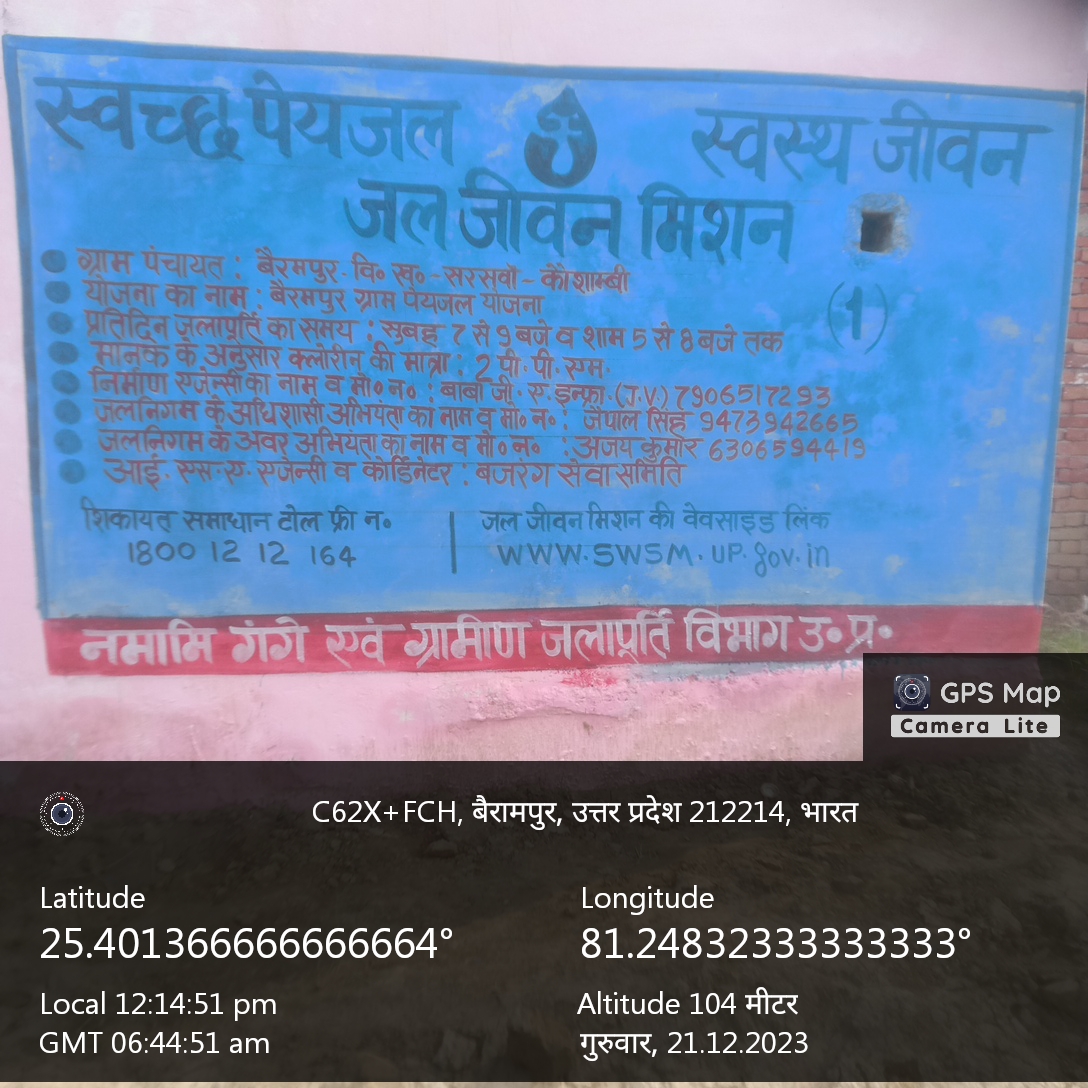 स्वच्छ पेयजल स्वस्थ जीवन
जल जीवन मिशन
ग्राम पंचायत : बैरमपुर. वि० ख० - सरसवाँ - कौशाम्बी
योजना का नाम : बैरमपुर ग्राम पेयजल योजना
(1)
प्रतिदिन जलापूर्ति का समय : सुबह 7 से 9 बजे व शाम 5 से 8 बजे तक
मानक के अनुसार क्लोरीन की मात्रा : 2 पी. पी. एम.
निर्माण एजेन्सी का नाम व मो० न० : बाबा जी. ए. इन्फ्रा. (J.V) 7906517293
जलनिगम के अधिशासी अभियंता का नाम व मो० न० : जैपाल सिंह 9473942665
जलनिगम के अवर अभियंता का नाम व मो० न० : अजय कुमार 6306594419
आई. एस. ए. एजेन्सी व कोर्डिनेटर : बजरंग सेवा समिति
शिकायत समाधान टोल फ्री न० | जल जीवन मिशन की वेवसाइड लिंक
1800 12 12 164 | WWW.SWSM.UP.gov.in
नमामि गंगे एवं ग्रामीण जलापूर्ति विभाग उ० प्र०
GPS Map
Camera Lite
C62X+FCH, बैरामपुर, उत्तर प्रदेश 212214, भारत
Latitude Longitude
25.401366666666664° 81.24832333333333°
Local 12:14:51 pm Altitude 104 मीटर
GMT 06:44:51 am गुरुवार, 21.12.2023